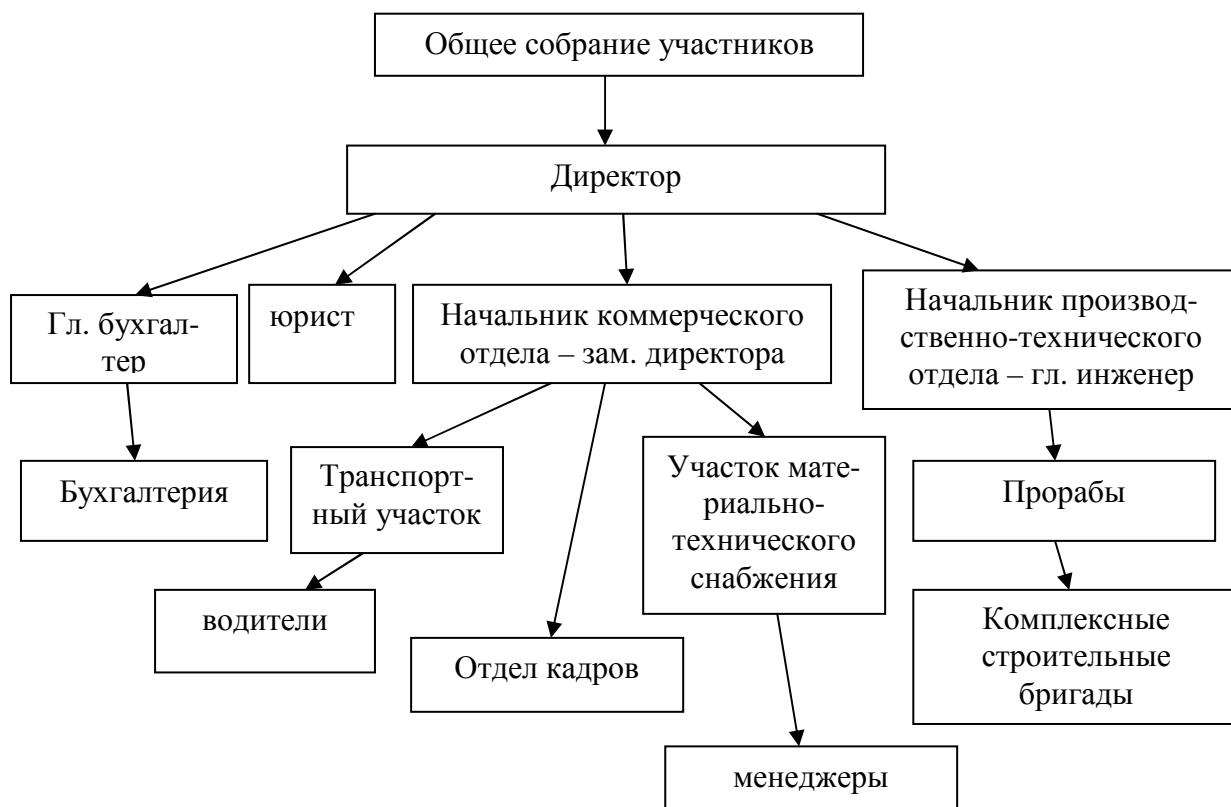 Общее собрание участников
Директор
Гл. бухгал-
тер
юрист
Начальник коммерческого
отдела – зам. директора
Начальник производ-
ственно-технического
отдела – гл. инженер
Бухгалтерия
Транспорт-
ный участок
Участок мате-
риально-
технического
снабжения
Прорабы
водители
Отдел кадров
Комплексные
строительные
бригады
менеджеры